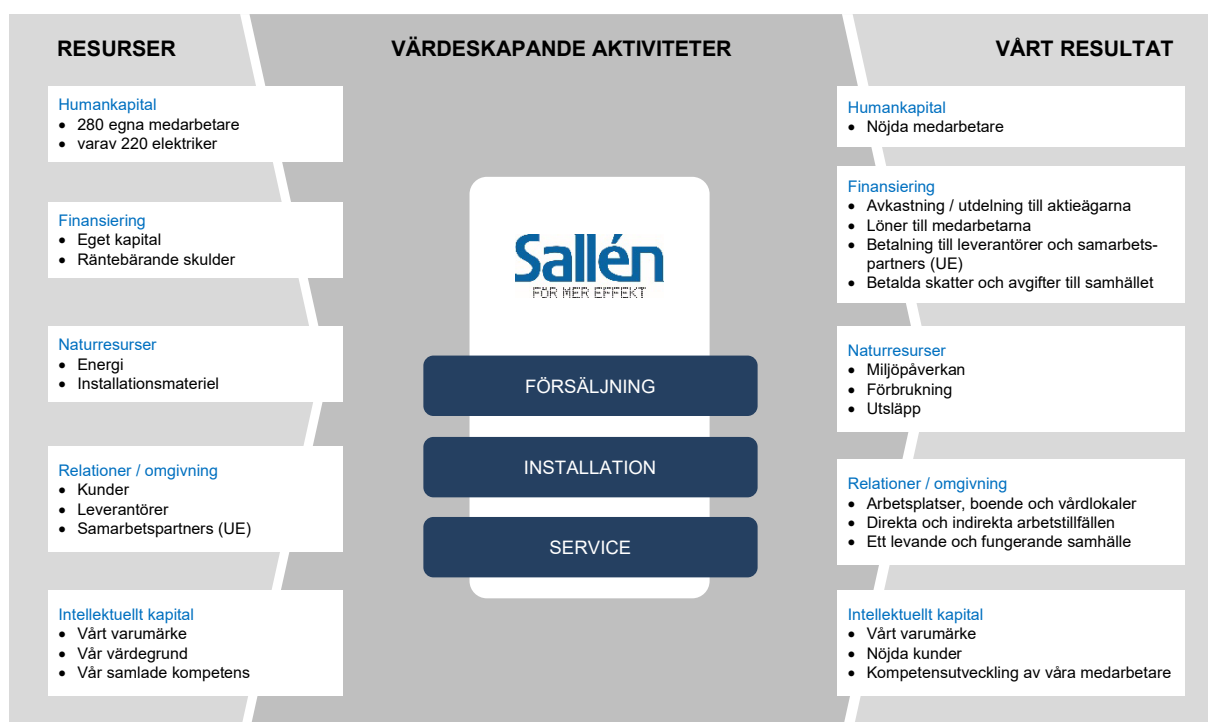 RESURSER
Humankapital
• 280 egna medarbetare
• varav 220 elektriker
Finansiering
• Eget kapital
• Räntebärande skulder
Naturresurser
• Energi
• Installationsmateriel
Relationer / omgivning
• Kunder
• Leverantörer
• Samarbetspartners (UE)
Intellektuellt kapital
• Vårt varumärke
• Vår värdegrund
• Vår samlade kompetens
VÄRDESKAPANDE AKTIVITETER
Sallén
FÖR MER EFFEKT
FÖRSÄLJNING
INSTALLATION
SERVICE
VÅRT RESULTAT
Humankapital
• Nöjda medarbetare
Finansiering
• Avkastning / utdelning till aktieägarna
• Löner till medarbetarna
• Betalning till leverantörer och samarbets-
partners (UE)
• Betalda skatter och avgifter till samhället
Naturresurser
• Miljöpåverkan
• Förbrukning
• Utsläpp
Relationer / omgivning
• Arbetsplatser, boende och vårdlokaler
• Direkta och indirekta arbetstillfällen
• Ett levande och fungerande samhälle
Intellektuellt kapital
• Vårt varumärke
• Nöjda kunder
• Kompetensutveckling av våra medarbetare